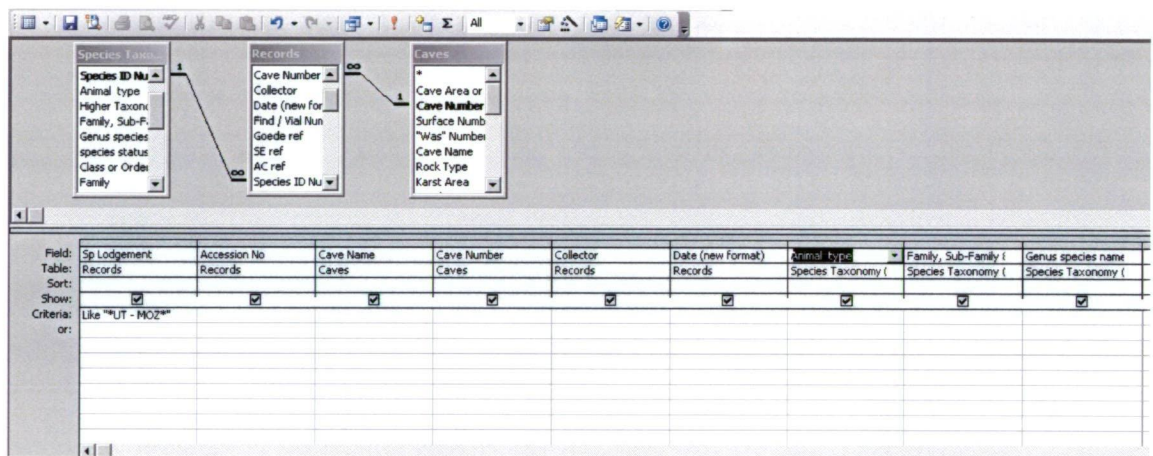 All
Species Taxo...
Species ID Nu
Animal type
Higher Taxono
Family, Sub-F
Genus species
species status
Class or Order
Family
1
∞
Records
Cave Number
Collector
Date (new for
Find / Vial Nun
Goede ref
SE ref
AC ref
Species ID Nu
∞
1
Caves
*
Cave Area or
Cave Number
Surface Numb
"Was" Number
Cave Name
Rock Type
Karst Area
Field: Sp Lodgement Accession No Cave Name Cave Number Collector Date (new format) Animal type Family, Sub-Family & Genus species name
Table: Records Records Caves Caves Records Records Species Taxonomy ( Species Taxonomy ( Species Taxonomy (
Sort:
Show:
Criteria: Like "*UT - MOZ*"
or: